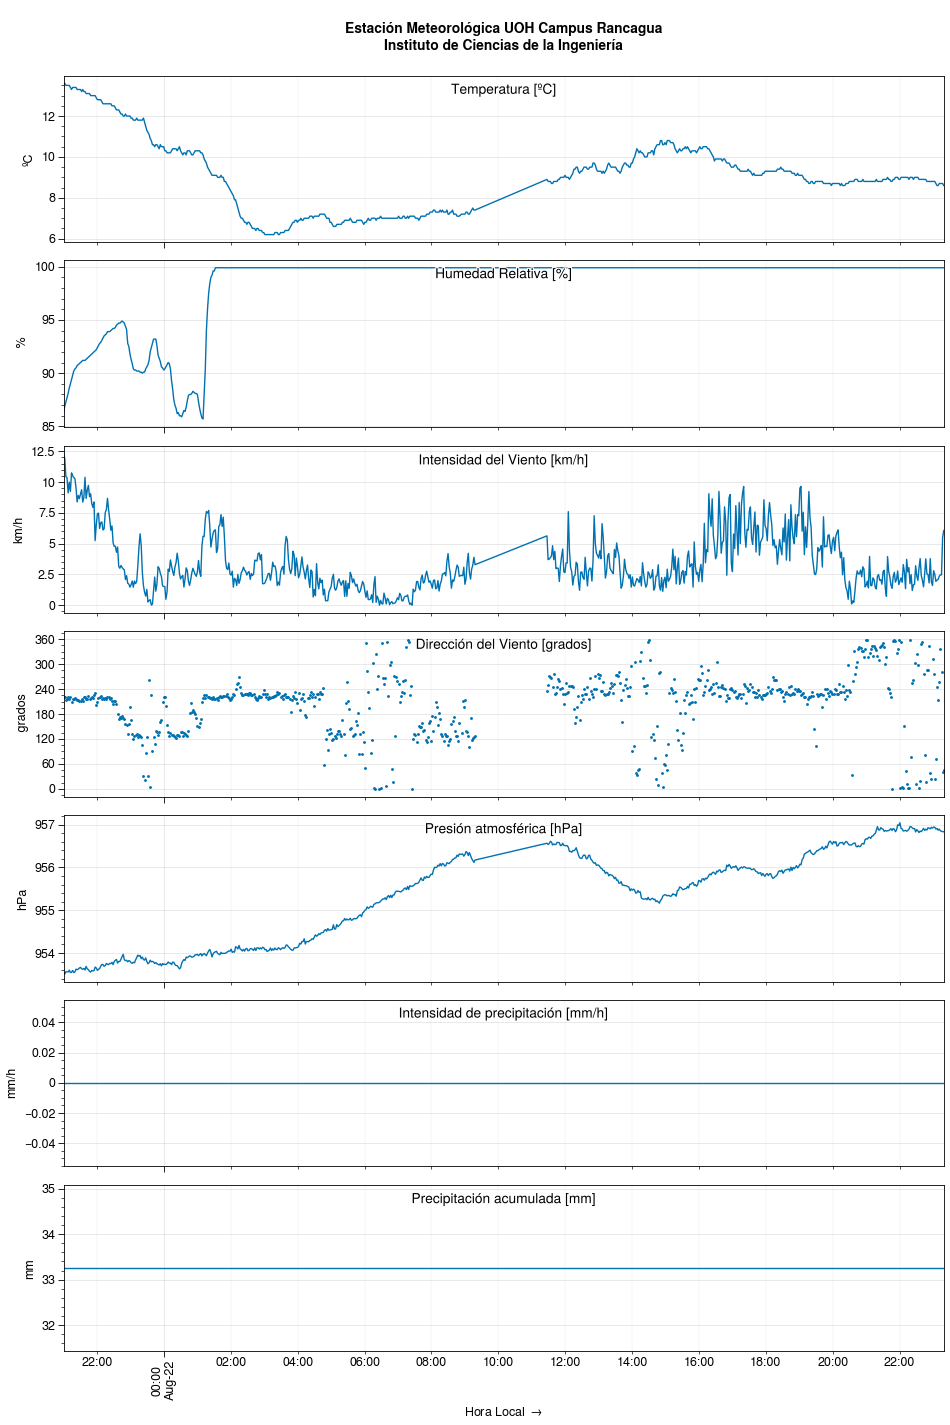 Estación Meteorológica UOH Campus Rancagua
Instituto de Ciencias de la Ingeniería
Temperatura [ºC]
ºC
12
10
8
6
Humedad Relativa [%]
%
100
95
90
85
Intensidad del Viento [km/h]
km/h
12.5
10
7.5
5
2.5
0
Dirección del Viento [grados]
grados
360
300
240
180
120
60
0
Presión atmosférica [hPa]
hPa
957
956
955
954
Intensidad de precipitación [mm/h]
mm/h
0.04
0.02
0
−0.02
−0.04
Precipitación acumulada [mm]
mm
35
34
33
32
22:00
00:00
Aug-22
02:00
04:00
06:00
08:00
10:00
12:00
14:00
16:00
18:00
20:00
22:00
Hora Local →